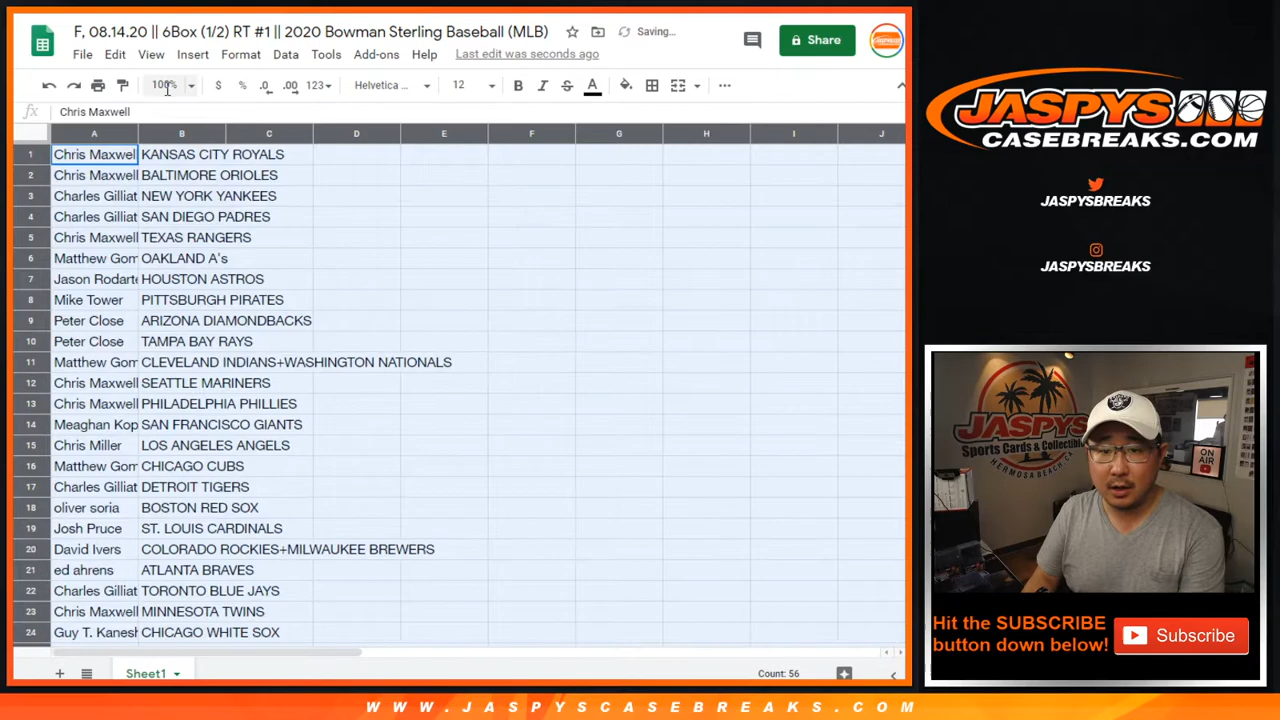 F, 08.14.20 || 6Box (1/2) RT #1 || 2020 Bowman Sterling Baseball (MLB) Saving...
File Edit View Insert Format Data Tools Add-ons Help Last edit was seconds ago
Share
100% $ % .0 .00 123 Helvetica ... 12 B I S A
fx Chris Maxwell
A B C D E F G H I J
1 Chris Maxwell KANSAS CITY ROYALS
2 Chris Maxwell BALTIMORE ORIOLES
3 Charles Gilliat NEW YORK YANKEES
4 Charles Gilliat SAN DIEGO PADRES
5 Chris Maxwell TEXAS RANGERS
6 Matthew Gom OAKLAND A's
7 Jason Rodarte HOUSTON ASTROS
8 Mike Tower PITTSBURGH PIRATES
9 Peter Close ARIZONA DIAMONDBACKS
10 Peter Close TAMPA BAY RAYS
11 Matthew Gom CLEVELAND INDIANS+WASHINGTON NATIONALS
12 Chris Maxwell SEATTLE MARINERS
13 Chris Maxwell PHILADELPHIA PHILLIES
14 Meaghan Kop SAN FRANCISCO GIANTS
15 Chris Miller LOS ANGELES ANGELS
16 Matthew Gom CHICAGO CUBS
17 Charles Gilliat DETROIT TIGERS
18 oliver soria BOSTON RED SOX
19 Josh Pruce ST. LOUIS CARDINALS
20 David Ivers COLORADO ROCKIES+MILWAUKEE BREWERS
21 ed ahrens ATLANTA BRAVES
22 Charles Gilliat TORONTO BLUE JAYS
23 Chris Maxwell MINNESOTA TWINS
24 Guy T. Kanesh CHICAGO WHITE SOX
Sheet1
Count: 56
JASPYS
CASEBREAKS.COM
JASPYSBREAKS
JASPYSBREAKS
JASPYS
Sports Cards & Collectibles
HERMOSA BEACH, CA
ON AIR
Hit the SUBSCRIBE
button down below!
Subscribe
WWW.JASPYSCASEBREAKS.COM